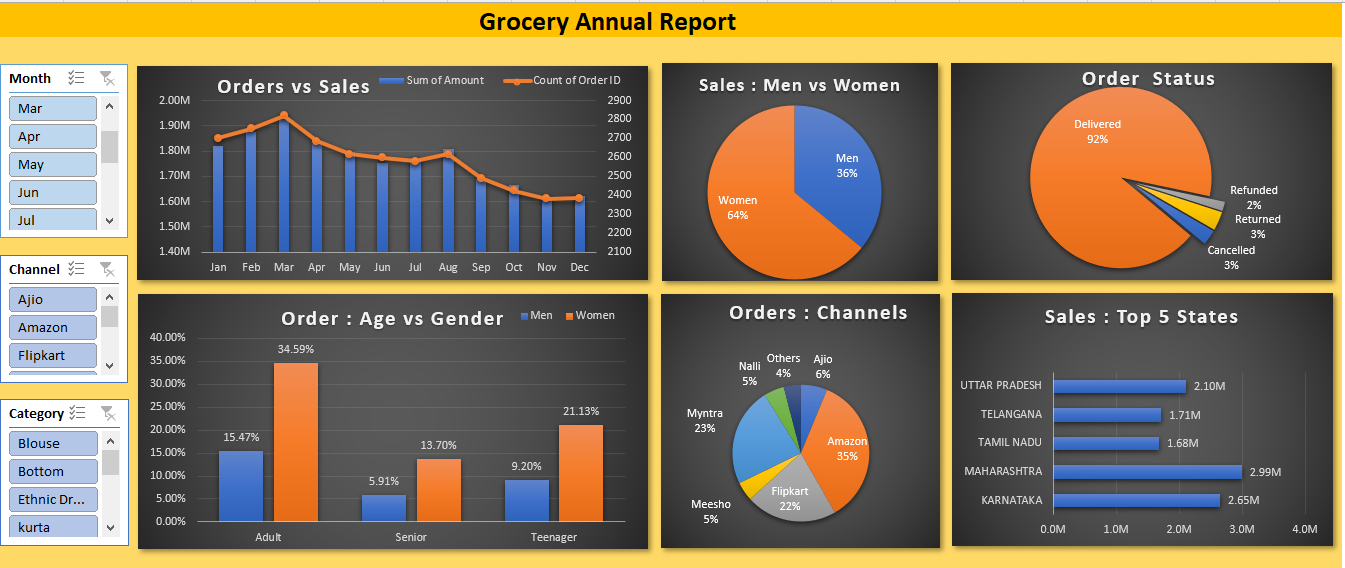 Grocery Annual Report
Month
Mar
Apr
May
Jun
Jul
Channel
Ajio
Amazon
Flipkart
Category
Blouse
Bottom
Ethnic Dr...
kurta
Orders vs Sales
Sum of Amount
Count of Order ID
2.00M
1.90M
1.80M
1.70M
1.60M
1.50M
1.40M
2900
2800
2700
2600
2500
2400
2300
2200
2100
Jan Feb Mar Apr May Jun Jul Aug Sep Oct Nov Dec
Sales : Men vs Women
Men
36%
Women
64%
Order Status
Delivered
92%
Refunded
2%
Returned
3%
Cancelled
3%
Order : Age vs Gender
Men
Women
40.00%
35.00%
30.00%
25.00%
20.00%
15.00%
10.00%
5.00%
0.00%
15.47%
34.59%
5.91%
13.70%
9.20%
21.13%
Adult Senior Teenager
Orders : Channels
Ajio
6%
Amazon
35%
Flipkart
22%
Meesho
5%
Myntra
23%
Nalli
5%
Others
4%
Sales : Top 5 States
UTTAR PRADESH 2.10M
TELANGANA 1.71M
TAMIL NADU 1.68M
MAHARASHTRA 2.99M
KARNATAKA 2.65M
0.0M 1.0M 2.0M 3.0M 4.0M